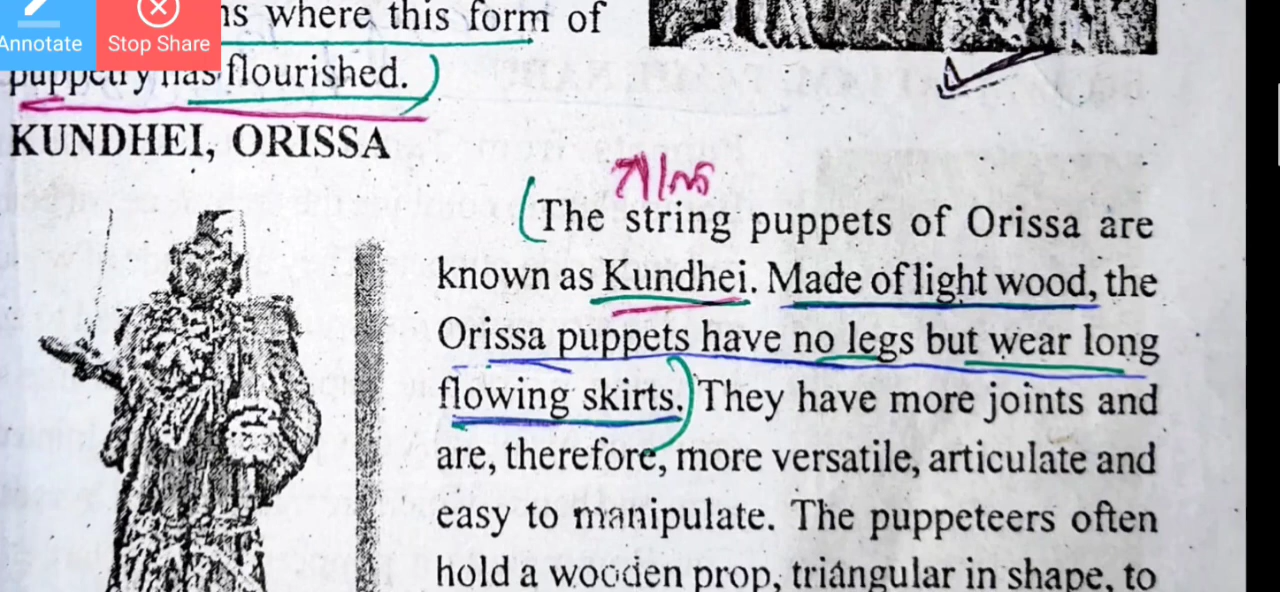 ns where this form of
Annotate Stop Share
puppetry has flourished.
KUNDHEI, ORISSA
The string puppets of Orissa are
known as Kundhei. Made of light wood, the
Orissa puppets have no legs but wear long
flowing skirts. They have more joints and
are, therefore, more versatile, articulate and
easy to manipulate. The puppeteers often
hold a wooden prop, triangular in shape, to